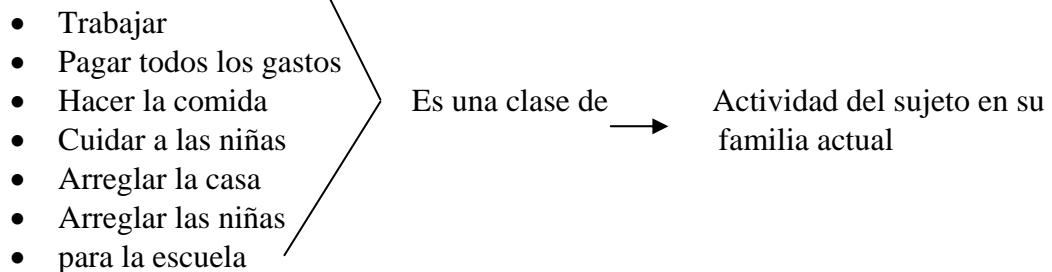 • Trabajar
• Pagar todos los gastos
• Hacer la comida
• Cuidar a las niñas
• Arreglar la casa
• Arreglar las niñas
• para la escuela
Es una clase de
Actividad del sujeto en su
familia actual